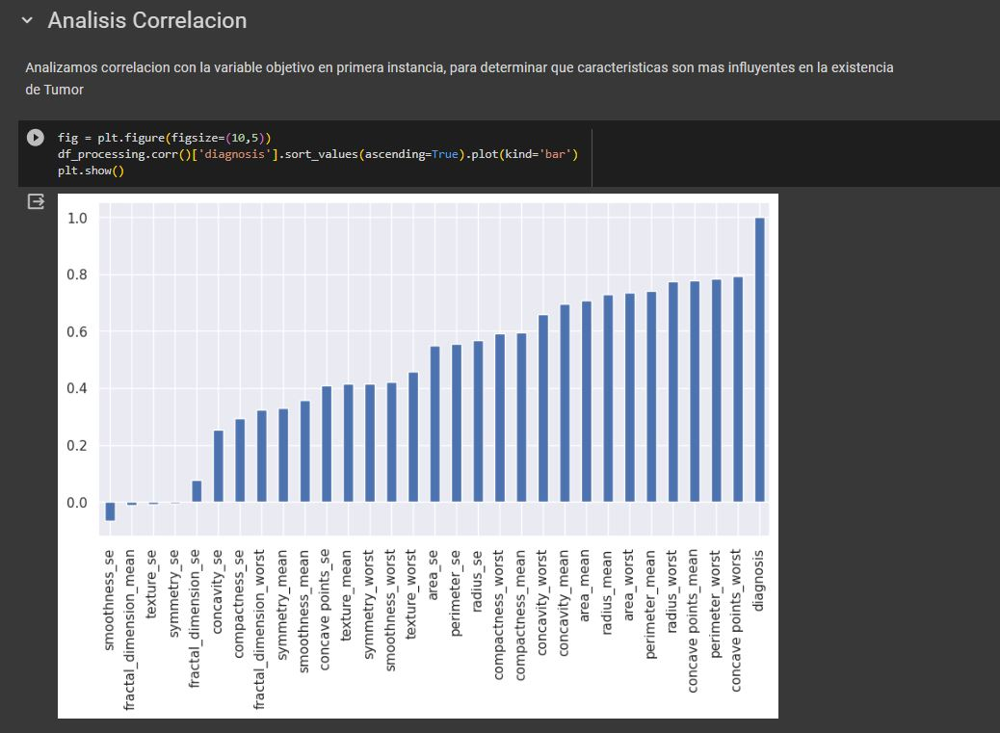 Analisis Correlacion
Analizamos correlacion con la variable objetivo en primera instancia, para determinar que caracteristicas son mas influyentes en la existencia
de Tumor
fig = plt.figure(figsize=(10,5))
df_processing.corr()['diagnosis'].sort_values(ascending=True).plot(kind='bar')
plt.show()
1.0
0.8
0.6
0.4
0.2
0.0
smoothness_se
fractal_dimension_mean
texture_se
symmetry_se
fractal_dimension_se
concavity_se
compactness_se
fractal_dimension_worst
symmetry_mean
smoothness_mean
concave points_se
texture_mean
symmetry_worst
smoothness_worst
texture_worst
area_se
perimeter_se
radius_se
compactness_worst
compactness_mean
concavity_worst
concavity_mean
area_mean
radius_mean
area_worst
perimeter_mean
radius_worst
concave points_mean
perimeter_worst
concave points_worst
diagnosis